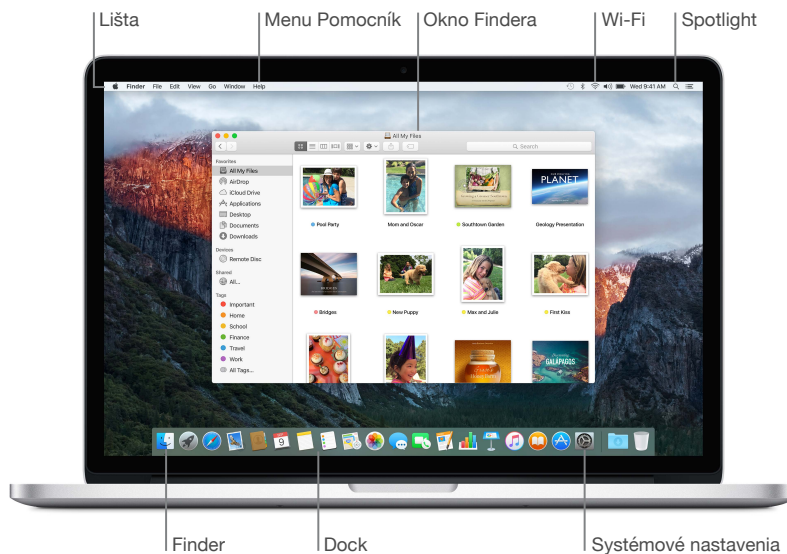 Lišta
Menu Pomocník
Okno Findera
Wi-Fi
Spotlight
Finder File Edit View Go Window Help
Wed 9:41 AM
All My Files
Search
Favorites
All My Files
AirDrop
iCloud Drive
Applications
Desktop
Documents
Downloads
Devices
Remote Disc
Shared
All...
Tags
Important
Home
School
Finance
Travel
Work
All Tags...
PLANET
Pool Party
Mom and Oscar
Southtown Garden
Geology Presentation
BRIDGES
Bridges
New Puppy
Max and Julie
First Kiss
GALÁPAGOS
9
Finder
Dock
Systémové nastavenia